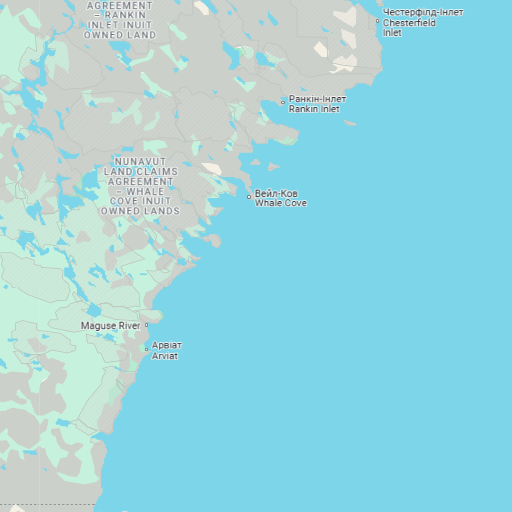 AGREEMENT
– RANKIN
INLET INUIT
OWNED LAND
Честерфілд-Інлет
Chesterfield
Inlet
Ранкін-Інлет
Rankin Inlet
NUNAVUT
LAND CLAIMS
AGREEMENT
– WHALE
COVE INUIT
OWNED LANDS
Вейл-Ков
Whale Cove
Maguse River
Арвіат
Arviat